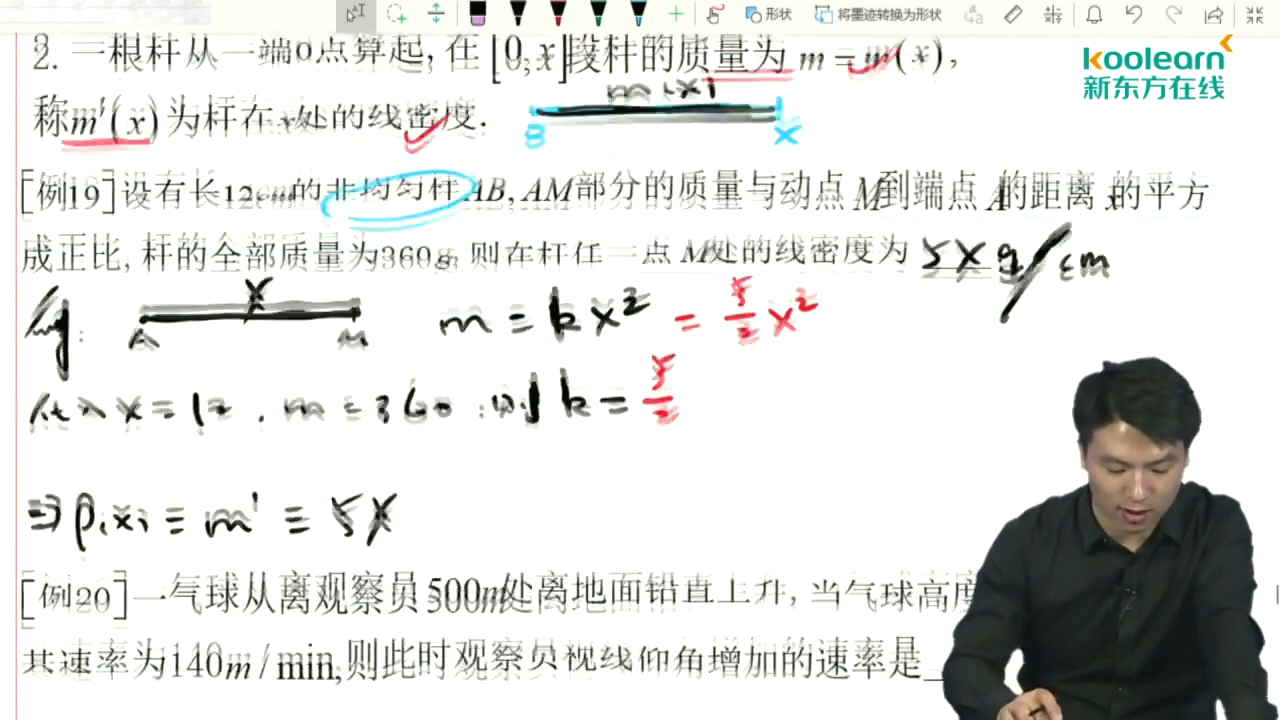 形状 将墨迹转换为形状
koolearn
新东方在线
2. 一根杆从一端0点算起, 在[0,x]段杆的质量为 m=m(x),
m(x)
称m'(x)为杆在x处的线密度.
B x
[例19]设有长12cm的非均匀杆AB, AM部分的质量与动点M到端点A的距离x的平方
成正比, 杆的全部质量为360g, 则在杆任一点M处的线密度为 5x g/cm
x
A M
m = kx² = 5/2 x²
代入x=12, m=360, 则k=5/2
⇒ρ(x)=m'=5x
[例20]一气球从离观察员500m处离地面铅直上升, 当气球高度
其速率为140m/min,则此时观察员视线仰角增加的速率是